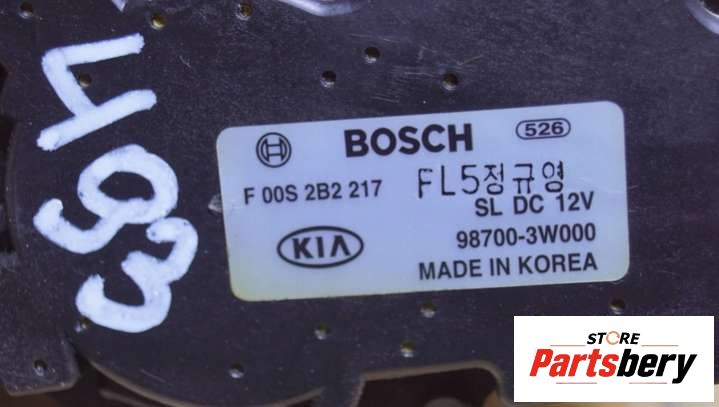 463
BOSCH 526
F 00S 2B2 217 FL5정규영
SL DC 12V
KIA 98700-3W000
MADE IN KOREA
STORE
Partsbery